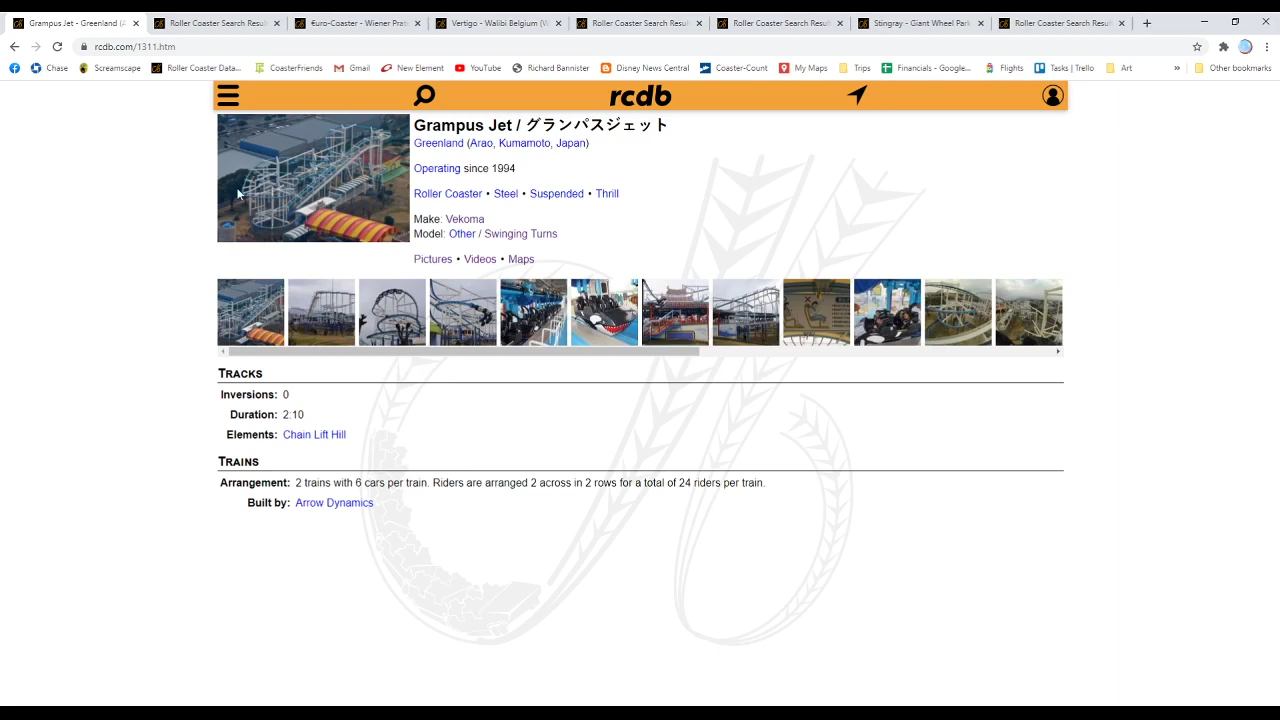 Grampus Jet - Greenland (A
Roller Coaster Search Result
€uro-Coaster - Wiener Prate
Vertigo - Walibi Belgium (W
Roller Coaster Search Result
Roller Coaster Search Result
Stingray - Giant Wheel Park
Roller Coaster Search Result
rcdb.com/1311.htm
Chase
Screamscape
Roller Coaster Data...
CoasterFriends
Gmail
New Element
YouTube
Richard Bannister
Disney News Central
Coaster-Count
My Maps
Trips
Financials - Google...
Flights
Tasks | Trello
Art
»
Other bookmarks
rcdb
Grampus Jet / グランパスジェット
Greenland (Arao, Kumamoto, Japan)
Operating since 1994
Roller Coaster • Steel • Suspended • Thrill
Make: Vekoma
Model: Other / Swinging Turns
Pictures • Videos • Maps
TRACKS
Inversions: 0
Duration: 2:10
Elements: Chain Lift Hill
TRAINS
Arrangement: 2 trains with 6 cars per train. Riders are arranged 2 across in 2 rows for a total of 24 riders per train.
Built by: Arrow Dynamics